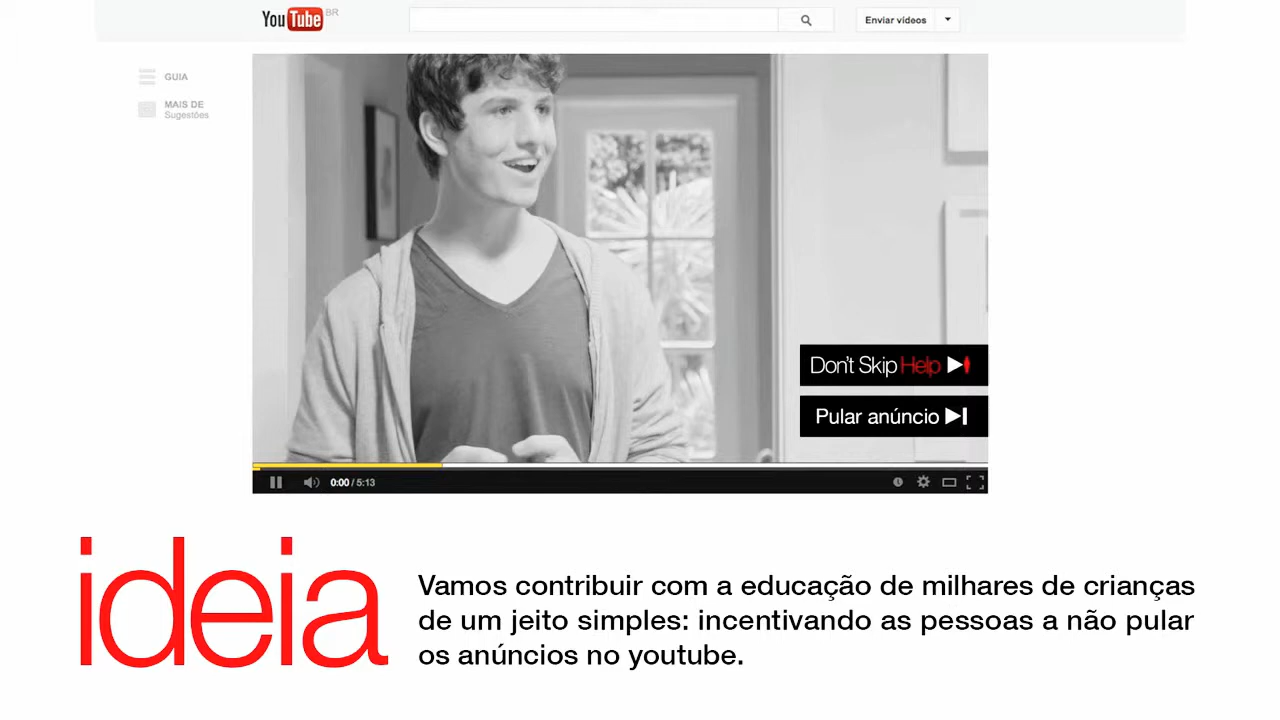 YouTube BR
Enviar vídeos
GUIA
MAIS DE
Sugestões
Don't Skip Help
Pular anúncio
0:00 / 5:13
ideia
Vamos contribuir com a educação de milhares de crianças
de um jeito simples: incentivando as pessoas a não pular
os anúncios no youtube.